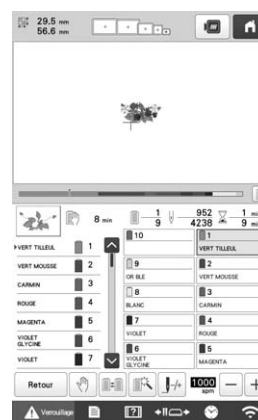 29.5 mm
56.6 mm
8 min
1
9
952
4238
1 min
9 min
VERT TILLEUL 1
VERT MOUSSE 2
CARMIN 3
ROUGE 4
MAGENTA 5
VIOLET
GLYCINE 6
VIOLET 7
10
1
VERT TILLEUL
9
OR BLE
2
VERT MOUSSE
8
BLANC
3
CARMIN
7
VIOLET
4
ROUGE
6
VIOLET
GLYCINE
5
MAGENTA
Retour
1000
spm
Verrouillage